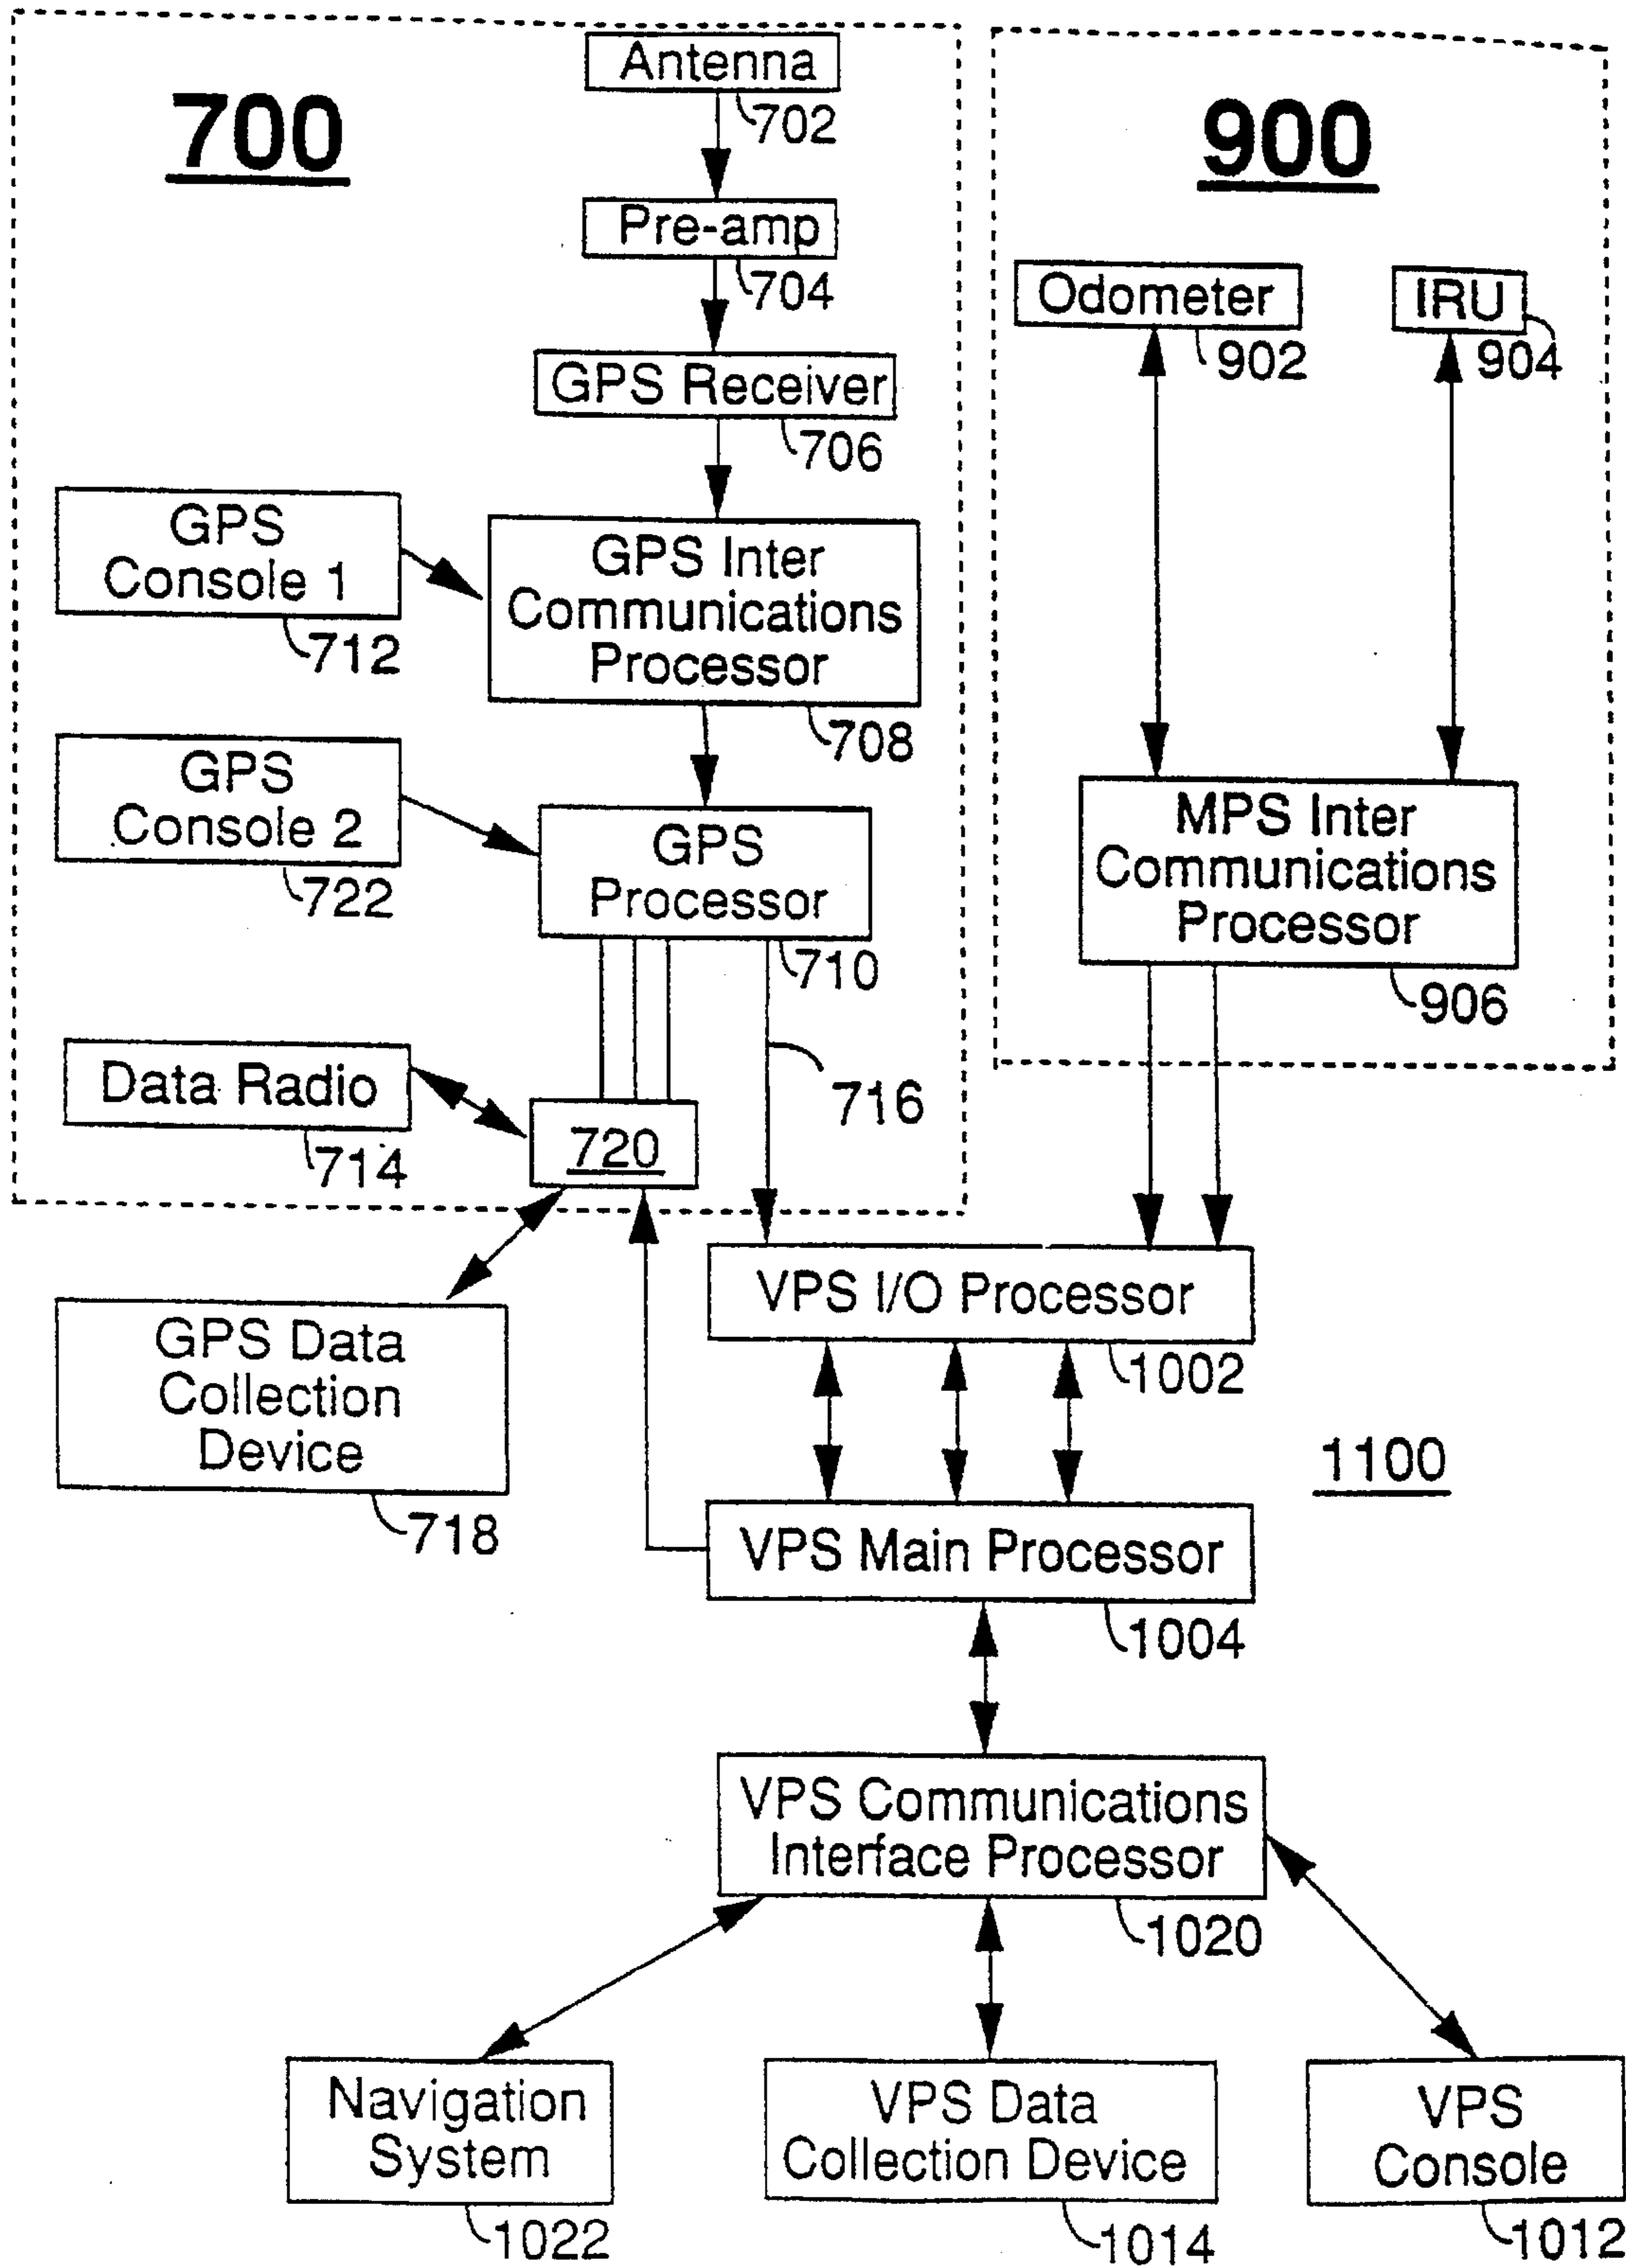 700
Antenna
702
Pre-amp
704
GPS Receiver
706
GPS
Console 1
712
GPS Inter
Communications
Processor
708
GPS
Console 2
722
GPS
Processor
710
Data Radio
714
720
716
900
Odometer
902
IRU
904
MPS Inter
Communications
Processor
906
GPS Data
Collection
Device
718
VPS I/O Processor
1002
1100
VPS Main Processor
1004
VPS Communications
Interface Processor
1020
Navigation
System
1022
VPS Data
Collection Device
1014
VPS
Console
1012